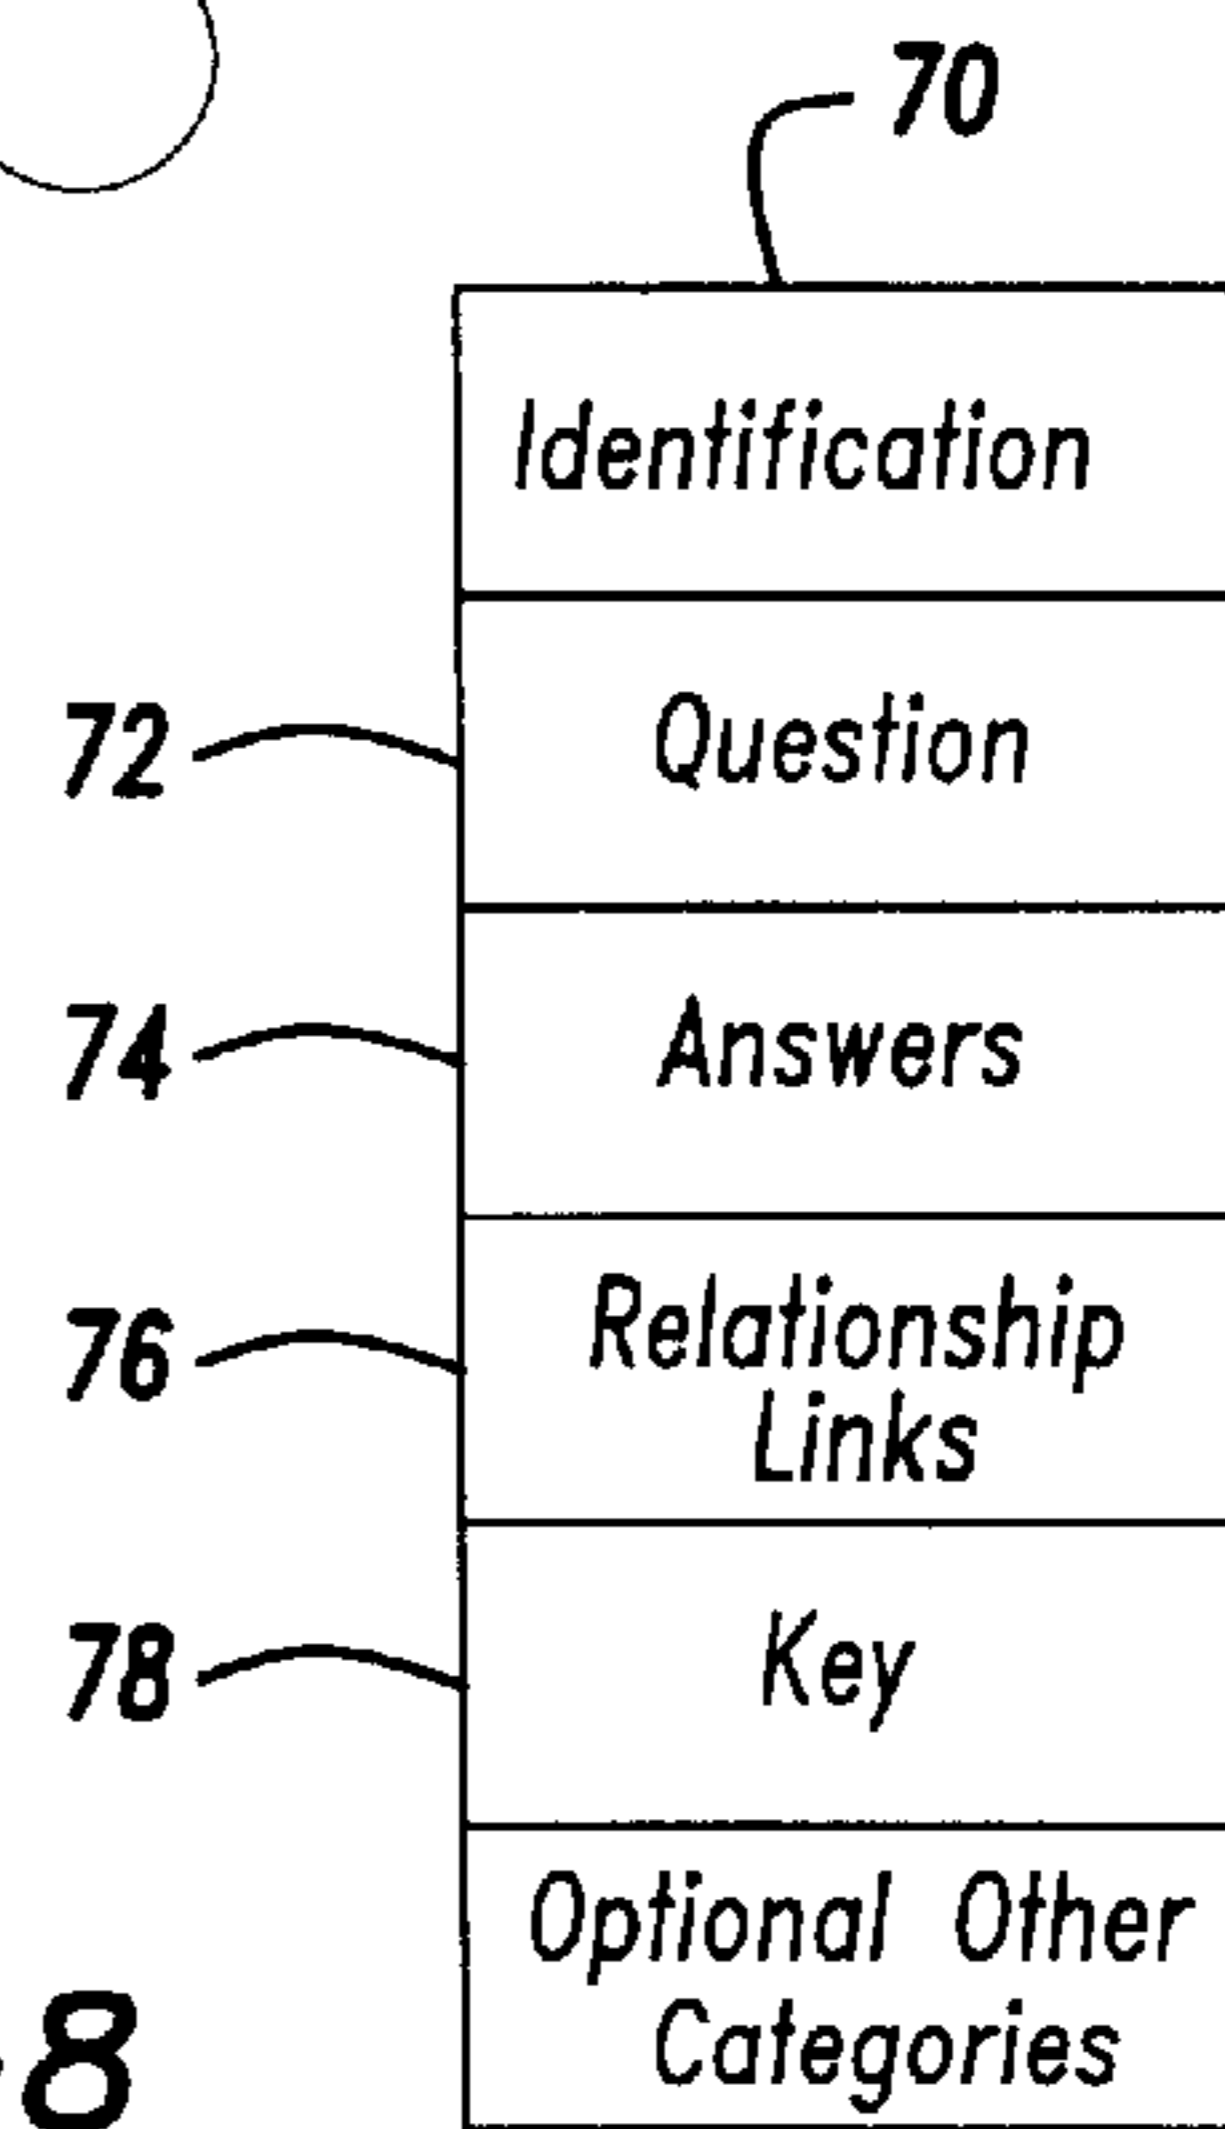 70
Identification
72 Question
74 Answers
76 Relationship
Links
78 Key
Optional Other
Categories
8